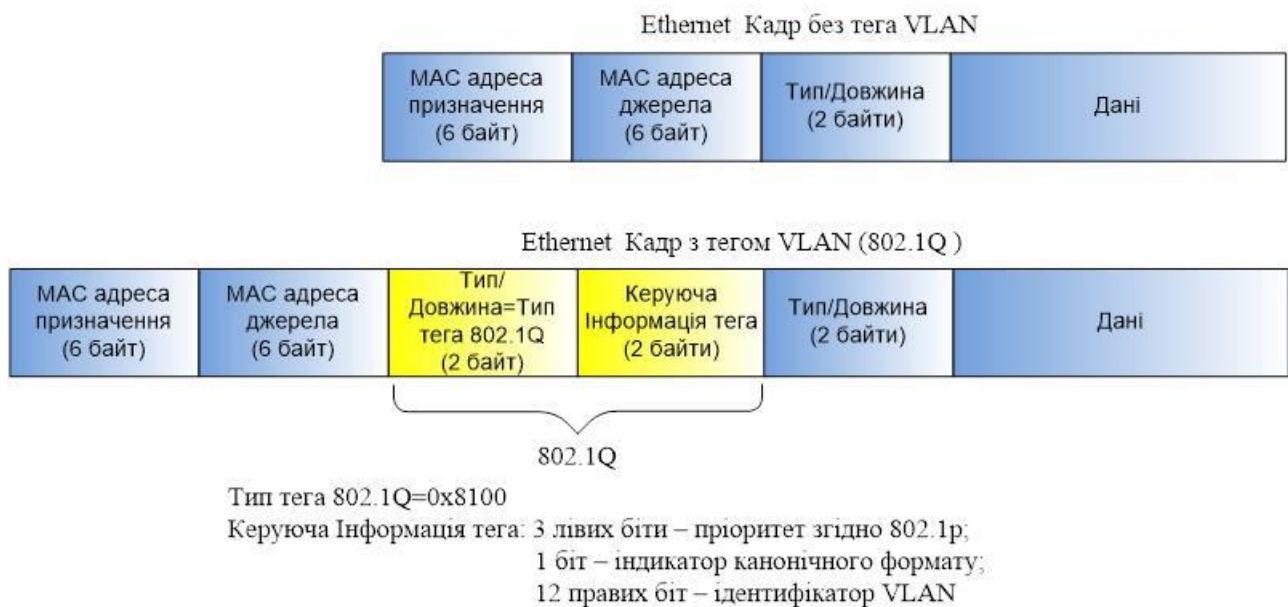 Ethernet Кадр без тега VLAN
МАС адреса
призначення
(6 байт)
МАС адреса
джерела
(6 байт)
Тип/Довжина
(2 байти)
Дані
Ethernet Кадр з тегом VLAN (802.1Q )
МАС адреса
призначення
(6 байт)
МАС адреса
джерела
(6 байт)
Тип/
Довжина=Тип
тега 802.1Q
(2 байт)
Керуюча
Інформація тега
(2 байти)
Тип/Довжина
(2 байти)
Дані
802.1Q
Тип тега 802.1Q=0x8100
Керуюча Інформація тега: 3 лівих біти – пріоритет згідно 802.1p;
1 біт – індикатор канонічного формату;
12 правих біт – ідентифікатор VLAN